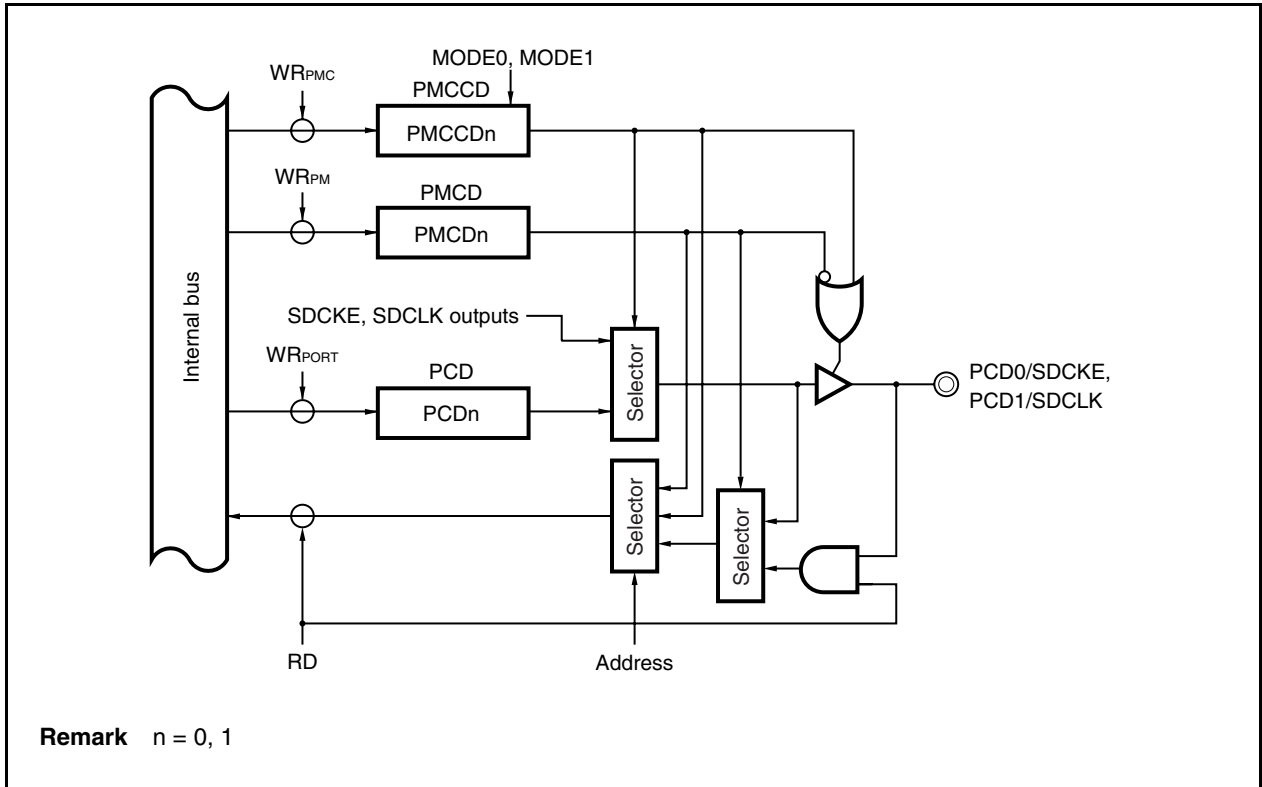 MODE0, MODE1
WRPMC
PMCCD
PMCCDn
WRPM
PMCD
PMCDn
Internal bus
SDCKE, SDCLK outputs
WRPORT
PCD
PCDn
Selector
PCD0/SDCKE,
PCD1/SDCLK
Selector
Selector
RD
Address
Remark n = 0, 1